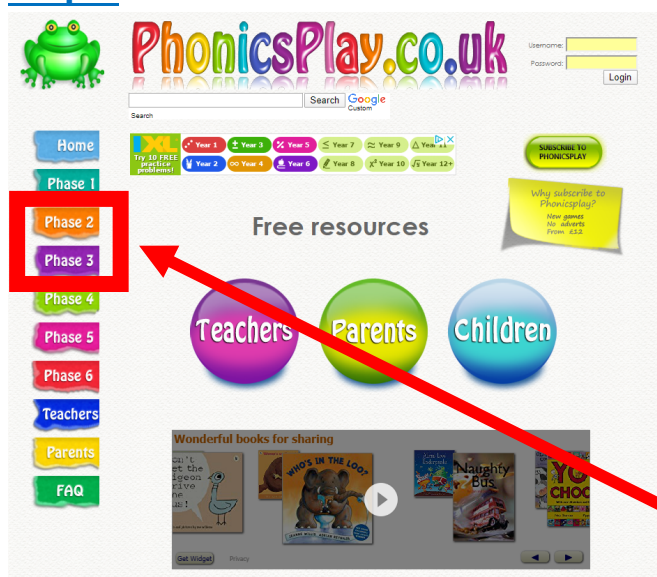 PhonicsPlay.co.uk
Username:
Password:
Login
Search Google
Custom
Search
Home
Phase 1
Phase 2
Phase 3
Phase 4
Phase 5
Phase 6
Teachers
Parents
FAQ
IXL
Try 10 FREE
practice
problems!
Year 1
± Year 3
Year 5
≤ Year 7
≈ Year 9
△ Year 11
Year 2
∞ Year 4
Year 6
Year 8
Year 10
Year 12+
SUBSCRIBE TO
PHONICSPLAY
Why subscribe to
Phonicsplay?
New games
No adverts
From £12
Free resources
Teachers
Parents
Children
Wonderful books for sharing
WHO'S IN THE LOO?
Naughty
Bus
Get Widget
Privacy